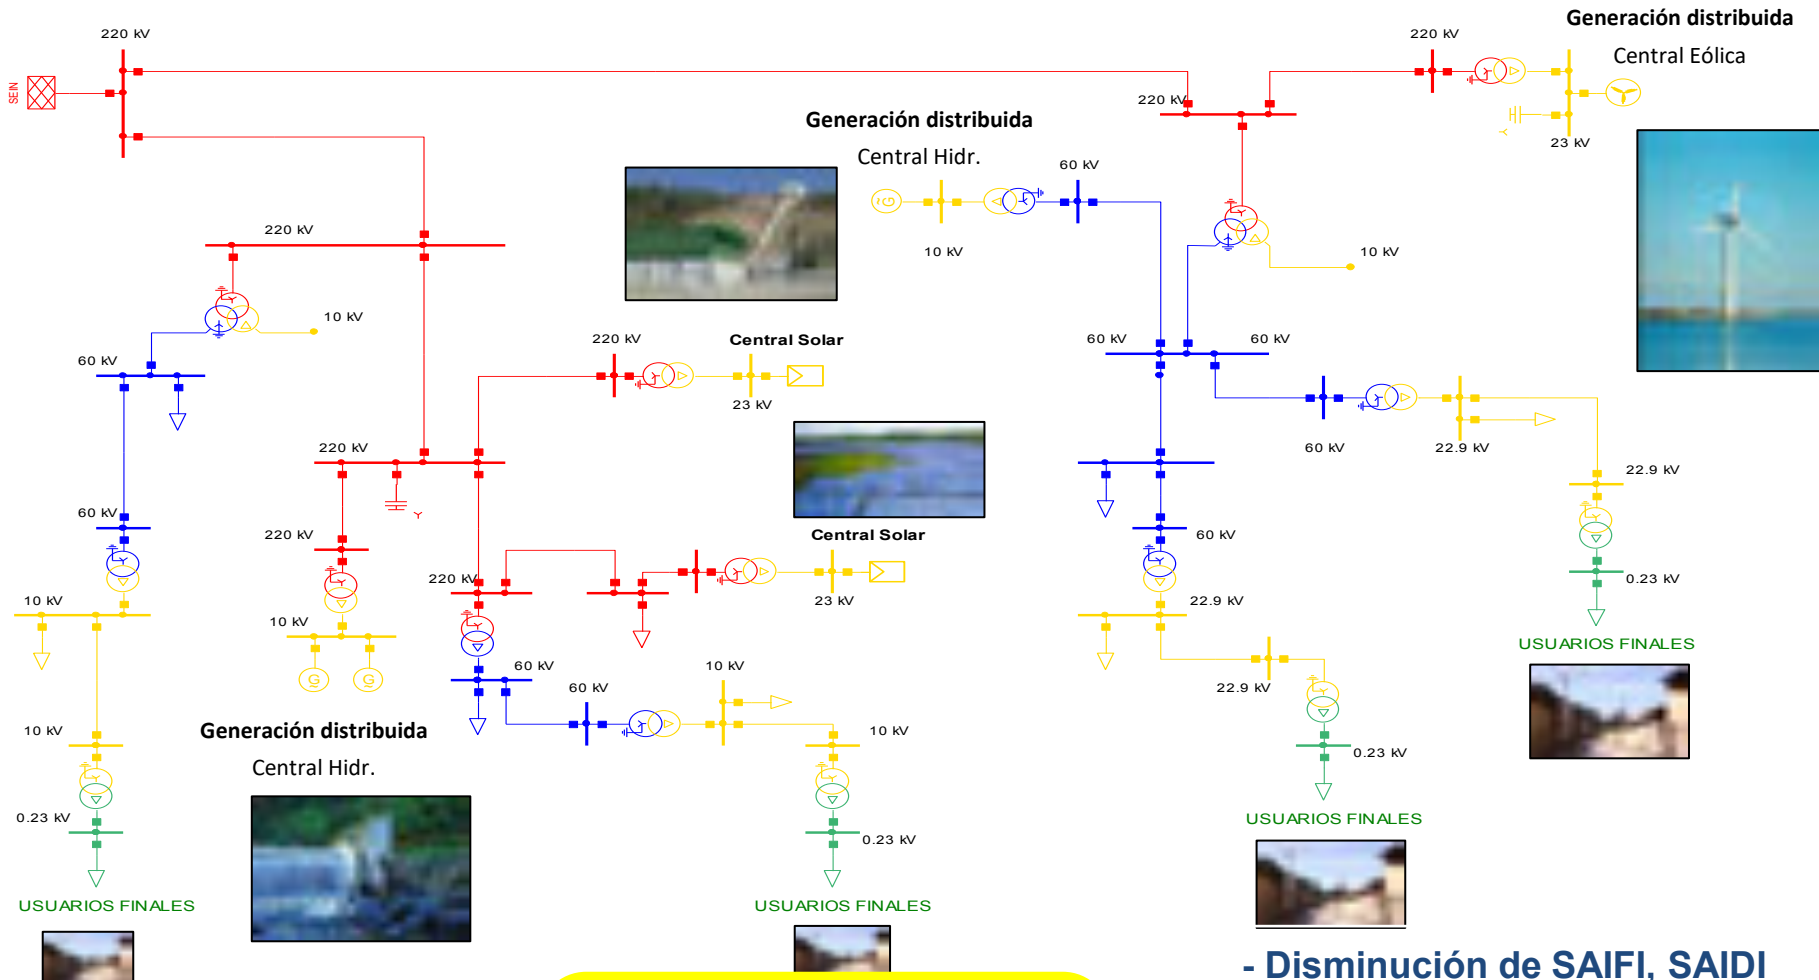 Generación distribuida
Central Eólica
220 kV
220 kV
SEIN
220 kV
23 kV
Generación distribuida
Central Hidr.
60 kV
10 kV
10 kV
220 kV
10 kV
60 kV
220 kV
Central Solar
23 kV
60 kV
60 kV
60 kV
22.9 kV
22.9 kV
220 kV
Central Solar
60 kV
220 kV
60 kV
220 kV
23 kV
0.23 kV
10 kV
10 kV
22.9 kV
USUARIOS FINALES
G
G
~
G
~
60 kV
10 kV
60 kV
22.9 kV
10 kV
Generación distribuida
Central Hidr.
10 kV
0.23 kV
0.23 kV
0.23 kV
USUARIOS FINALES
USUARIOS FINALES
USUARIOS FINALES
- Disminución de SAIFI, SAIDI